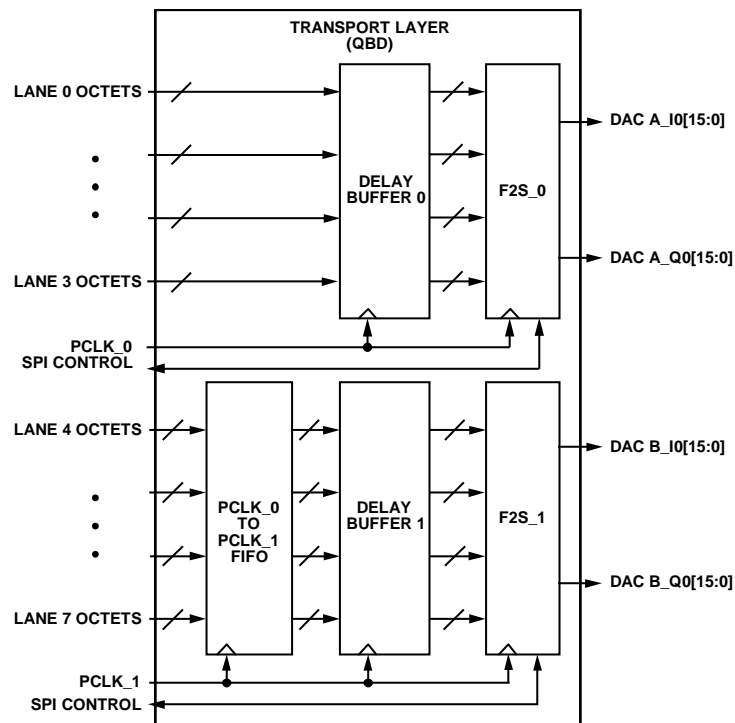 TRANSPORT LAYER
(QBD)
LANE 0 OCTETS
DELAY
BUFFER 0
F2S_0
DAC A_I0[15:0]
DAC A_Q0[15:0]
LANE 3 OCTETS
PCLK_0
SPI CONTROL
LANE 4 OCTETS
PCLK_0
TO
PCLK_1
FIFO
DELAY
BUFFER 1
F2S_1
DAC B_I0[15:0]
DAC B_Q0[15:0]
LANE 7 OCTETS
PCLK_1
SPI CONTROL